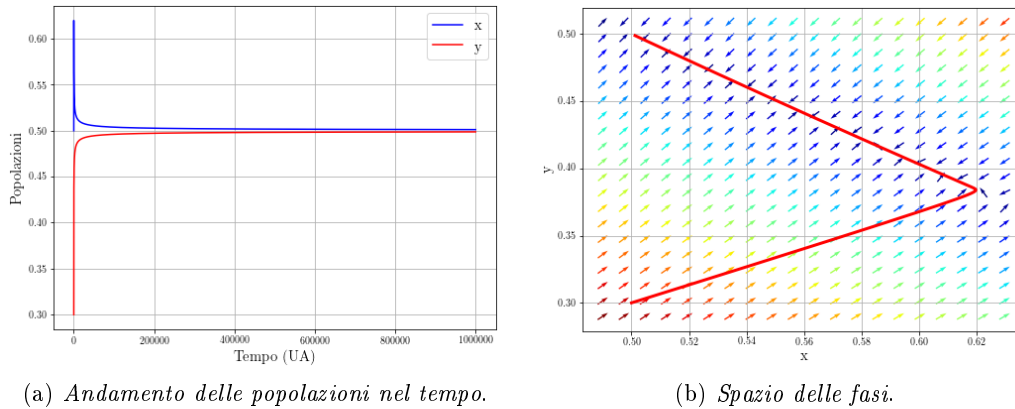 x
y
0.60
0.55
0.50
0.45
0.40
0.35
0.30
Popolazioni
0 200000 400000 600000 800000 1000000
Tempo (UA)
(a) Andamento delle popolazioni nel tempo.
0.50
0.45
0.40
0.35
0.30
y
0.50 0.52 0.54 0.56 0.58 0.60 0.62
x
(b) Spazio delle fasi.